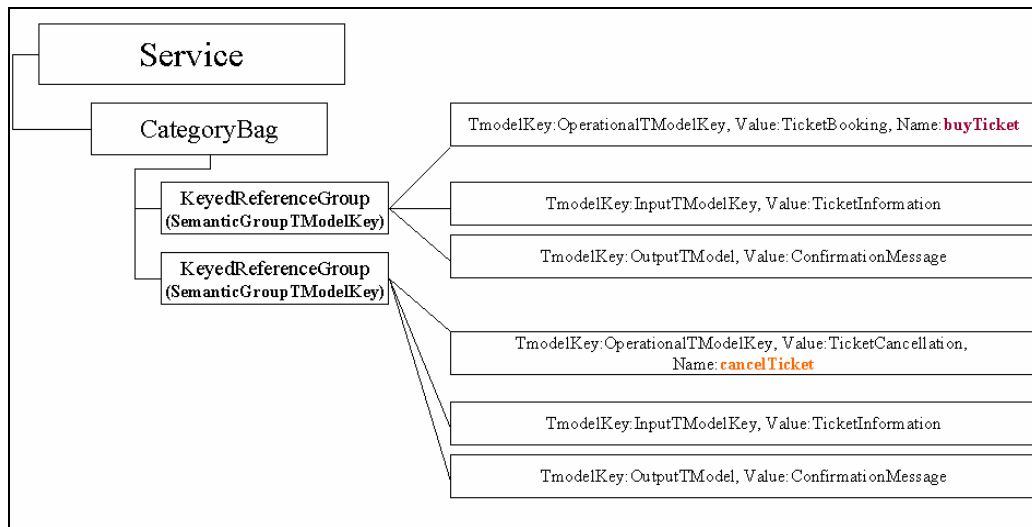 Service
CategoryBag
KeyedReferenceGroup
(SemanticGroupTModelKey)
TmodelKey:OperationalTModelKey, Value:TicketBooking, Name:buyTicket
TmodelKey:InputTModelKey, Value:TicketInformation
TmodelKey:OutputTModel, Value:ConfirmationMessage
KeyedReferenceGroup
(SemanticGroupTModelKey)
TmodelKey:OperationalTModelKey, Value:TicketCancellation,
Name:cancelTicket
TmodelKey:InputTModelKey, Value:TicketInformation
TmodelKey:OutputTModel, Value:ConfirmationMessage